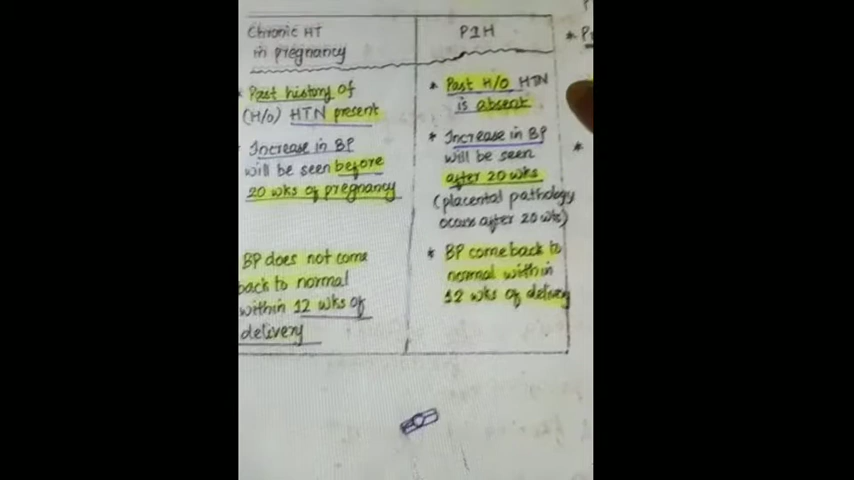 Chronic HT
in pregnancy
* Past history of
(H/o) HTN present
Increase in BP
will be seen before
20 wks of pregnancy
BP does not come
back to normal
within 12 wks of
delivery
PIH
* Past H/o HTN
is absent
* Increase in BP
will be seen
after 20 wks
(placental pathology
occurs after 20 wks)
* BP come back to
normal within
12 wks of delivery